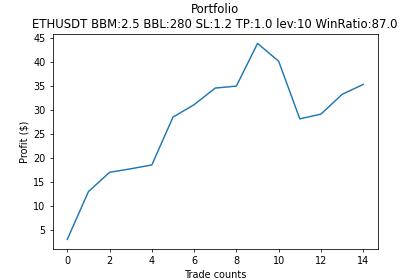 Portfolio
ETHUSDT BBM:2.5 BBL:280 SL:1.2 TP:1.0 lev:10 WinRatio:87.0
45
40
35
30
25
20
15
10
5
Profit ($)
0 2 4 6 8 10 12 14
Trade counts